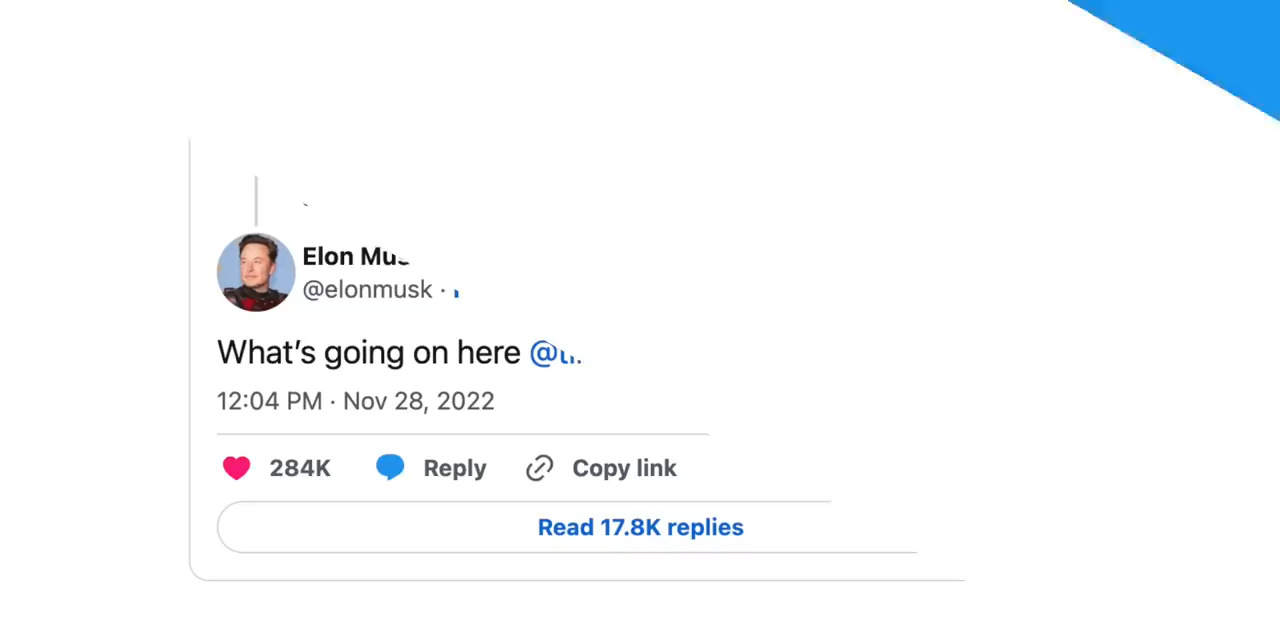 Elon
@elonmusk ·
What's going on here
12:04 PM · Nov 28, 2022
284K Reply Copy link
Read 17.8K replies